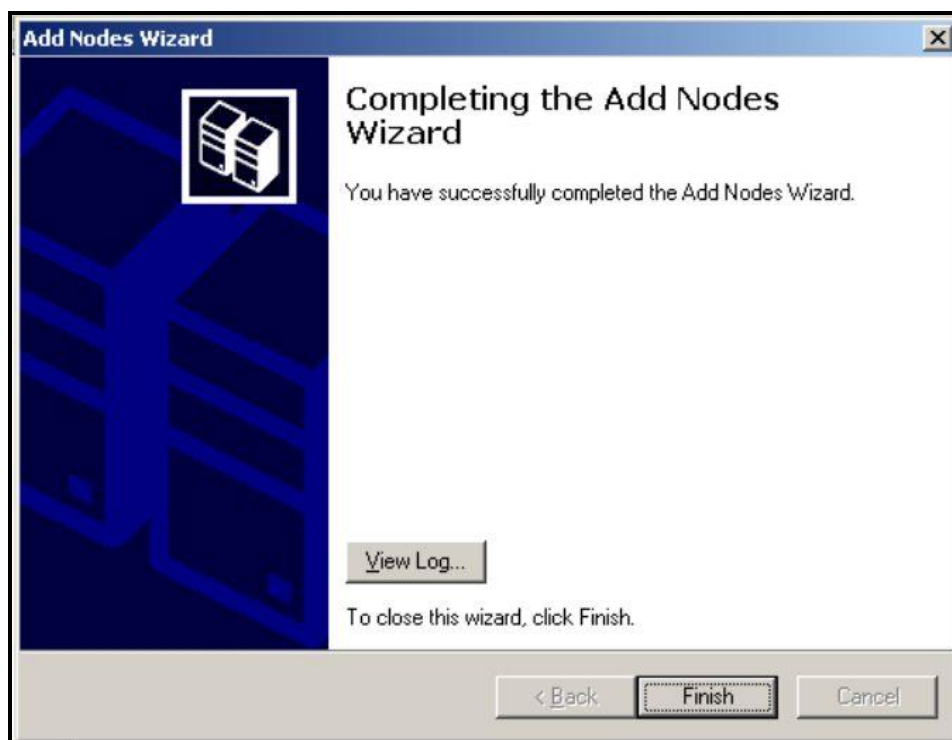 Add Nodes Wizard
Completing the Add Nodes
Wizard
You have successfully completed the Add Nodes Wizard.
View Log...
To close this wizard, click Finish.
< Back
Finish
Cancel